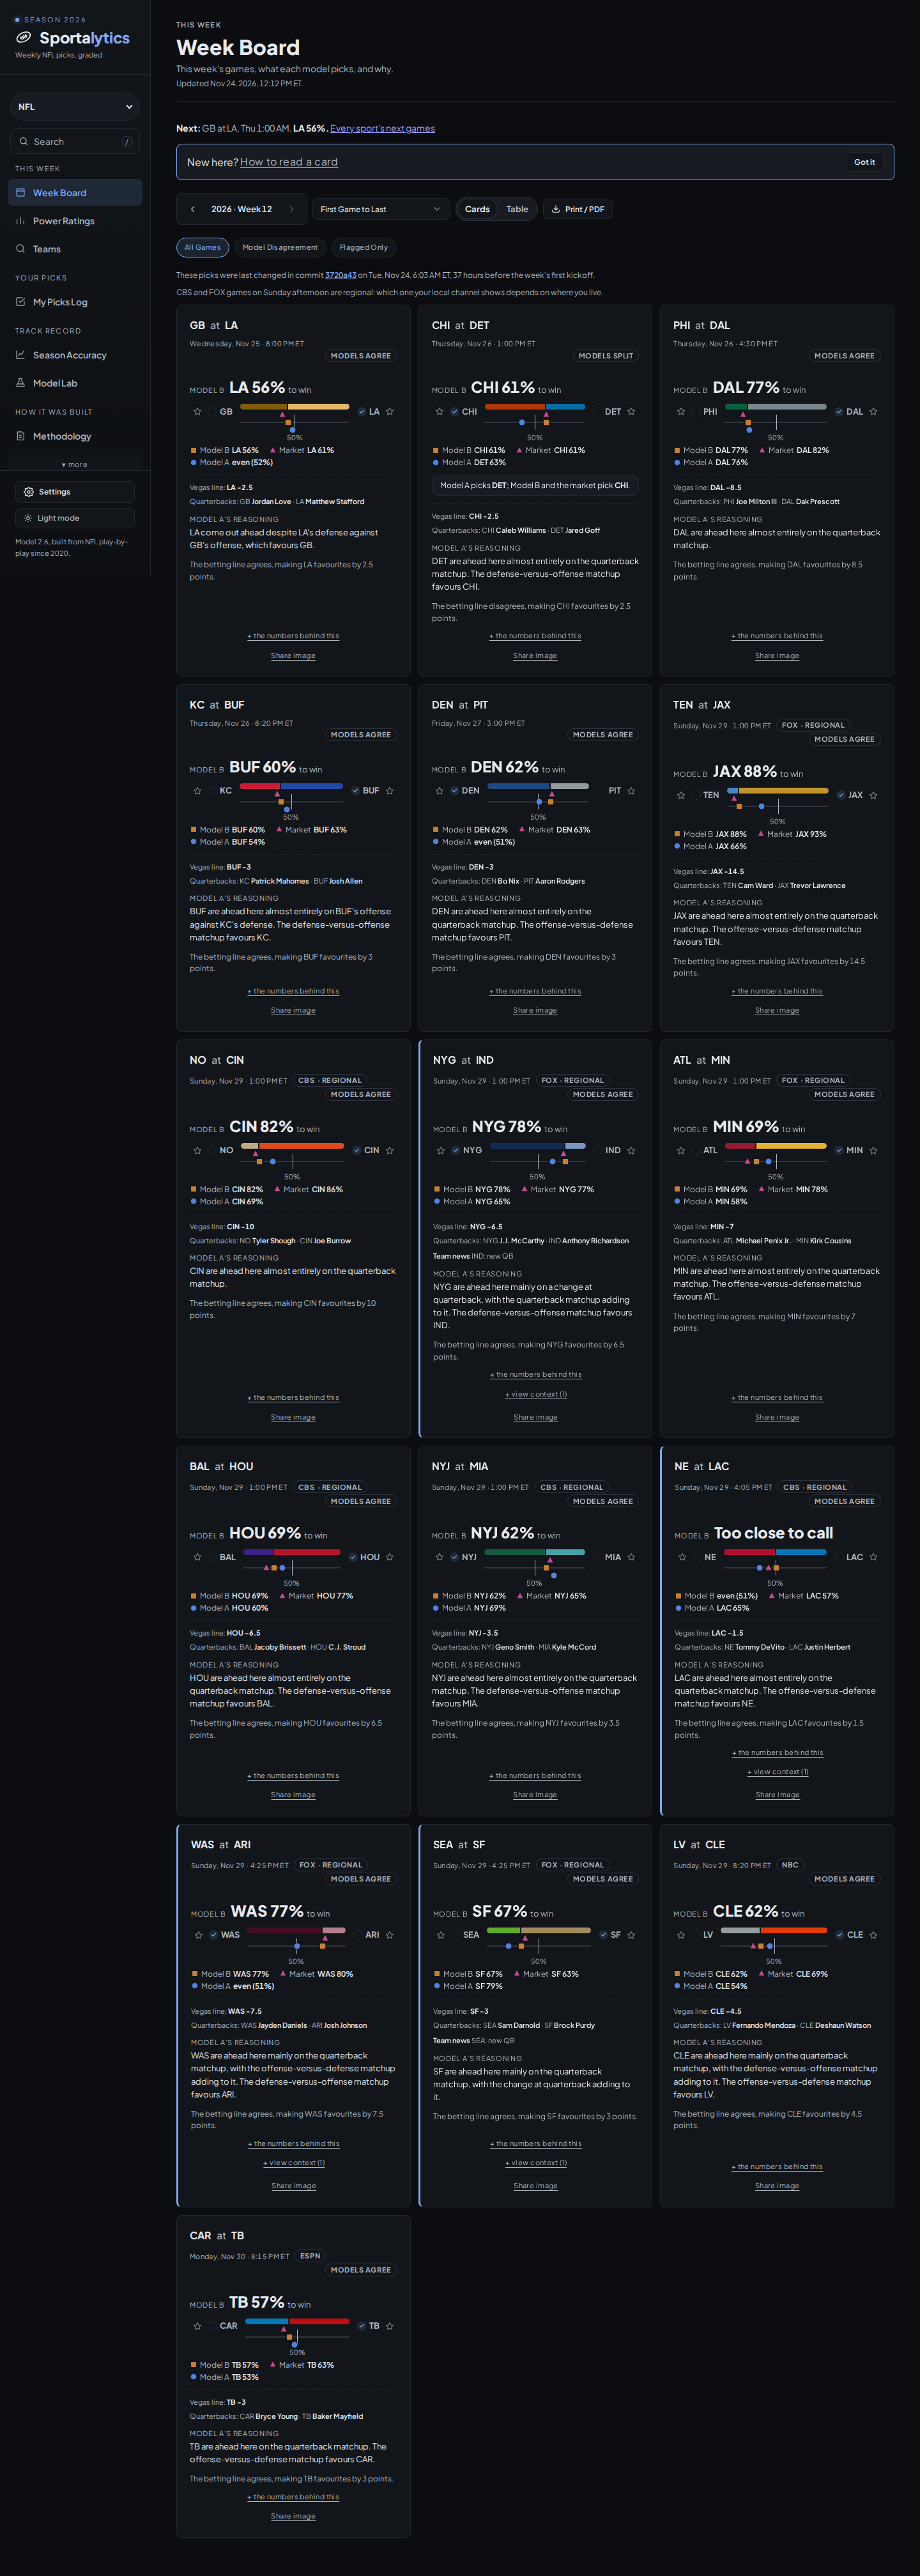 SEASON 2026
Sportalytics
Weekly NFL picks, graded
NFL
Search /
THIS WEEK
Week Board
Power Ratings
Teams
YOUR PICKS
My Picks Log
TRACK RECORD
Season Accuracy
Model Lab
HOW IT WAS BUILT
Methodology
▾ more
Settings
Light mode
Model 2.6, built from NFL play-by-
play since 2020.
THIS WEEK
Week Board
This week's games, what each model picks, and why.
Updated Nov 24, 2026, 12:12 PM ET.
Next: GB at LA, Thu 1:00 AM. LA 56%. Every sport's next games
New here? How to read a card
Got it
2026 · Week 12
First Game to Last
Cards Table
Print / PDF
All Games Model Disagreement Flagged Only
These picks were last changed in commit 3720a43 on Tue, Nov 24, 6:03 AM ET, 37 hours before the week's first kickoff.
CBS and FOX games on Sunday afternoon are regional: which one your local channel shows depends on where you live.
GB at LA
Wednesday, Nov 25 · 8:00 PM ET
MODELS AGREE
MODEL B LA 56% to win
GB LA
50%
Model B LA 56% Market LA 61%
Model A even (52%)
Vegas line: LA -2.5
Quarterbacks: GB Jordan Love · LA Matthew Stafford
MODEL A'S REASONING
LA come out ahead despite LA's defense against
GB's offense, which favours GB.
The betting line agrees, making LA favourites by 2.5
points.
+ the numbers behind this
Share image
CHI at DET
Thursday, Nov 26 · 1:00 PM ET
MODELS SPLIT
MODEL B CHI 61% to win
CHI DET
50%
Model B CHI 61% Market CHI 61%
Model A DET 63%
Model A picks DET; Model B and the market pick CHI.
Vegas line: CHI -2.5
Quarterbacks: CHI Caleb Williams · DET Jared Goff
MODEL A'S REASONING
DET are ahead here almost entirely on the quarterback
matchup. The defense-versus-offense matchup
favours CHI.
The betting line disagrees, making CHI favourites by 2.5
points.
+ the numbers behind this
Share image
PHI at DAL
Thursday, Nov 26 · 4:30 PM ET
MODELS AGREE
MODEL B DAL 77% to win
PHI DAL
50%
Model B DAL 77% Market DAL 82%
Model A DAL 76%
Vegas line: DAL -8.5
Quarterbacks: PHI Joe Milton III · DAL Dak Prescott
MODEL A'S REASONING
DAL are ahead here almost entirely on the quarterback
matchup.
The betting line agrees, making DAL favourites by 8.5
points.
+ the numbers behind this
Share image
KC at BUF
Thursday, Nov 26 · 8:20 PM ET
MODELS AGREE
MODEL B BUF 60% to win
KC BUF
50%
Model B BUF 60% Market BUF 63%
Model A BUF 54%
Vegas line: BUF -3
Quarterbacks: KC Patrick Mahomes · BUF Josh Allen
MODEL A'S REASONING
BUF are ahead here almost entirely on BUF's offense
against KC's defense. The defense-versus-offense
matchup favours KC.
The betting line agrees, making BUF favourites by 3
points.
+ the numbers behind this
Share image
DEN at PIT
Friday, Nov 27 · 3:00 PM ET
MODELS AGREE
MODEL B DEN 62% to win
DEN PIT
50%
Model B DEN 62% Market DEN 63%
Model A even (51%)
Vegas line: DEN -3
Quarterbacks: DEN Bo Nix · PIT Aaron Rodgers
MODEL A'S REASONING
DEN are ahead here almost entirely on the
quarterback matchup. The offense-versus-defense
matchup favours PIT.
The betting line agrees, making DEN favourites by 3
points.
+ the numbers behind this
Share image
TEN at JAX
Sunday, Nov 29 · 1:00 PM ET FOX · REGIONAL
MODELS AGREE
MODEL B JAX 88% to win
TEN JAX
50%
Model B JAX 88% Market JAX 93%
Model A JAX 66%
Vegas line: JAX -14.5
Quarterbacks: TEN Cam Ward · JAX Trevor Lawrence
MODEL A'S REASONING
JAX are ahead here almost entirely on the quarterback
matchup. The offense-versus-defense matchup
favours TEN.
The betting line agrees, making JAX favourites by 14.5
points.
+ the numbers behind this
Share image
NO at CIN
Sunday, Nov 29 · 1:00 PM ET CBS · REGIONAL
MODELS AGREE
MODEL B CIN 82% to win
NO CIN
50%
Model B CIN 82% Market CIN 86%
Model A CIN 69%
Vegas line: CIN -10
Quarterbacks: NO Tyler Shough · CIN Joe Burrow
MODEL A'S REASONING
CIN are ahead here almost entirely on the quarterback
matchup.
The betting line agrees, making CIN favourites by 10
points.
+ the numbers behind this
Share image
NYG at IND
Sunday, Nov 29 · 1:00 PM ET FOX · REGIONAL
MODELS AGREE
MODEL B NYG 78% to win
NYG IND
50%
Model B NYG 78% Market NYG 77%
Model A NYG 65%
Vegas line: NYG -6.5
Quarterbacks: NYG J.J. McCarthy · IND Anthony Richardson
Team news IND: new QB
MODEL A'S REASONING
NYG are ahead here mainly on a change at
quarterback, with the quarterback matchup adding
to it. The defense-versus-offense matchup favours
IND.
The betting line agrees, making NYG favourites by 6.5
points.
+ the numbers behind this
+ view context (1)
Share image
ATL at MIN
Sunday, Nov 29 · 1:00 PM ET FOX · REGIONAL
MODELS AGREE
MODEL B MIN 69% to win
ATL MIN
50%
Model B MIN 69% Market MIN 78%
Model A MIN 58%
Vegas line: MIN -7
Quarterbacks: ATL Michael Penix Jr. · MIN Kirk Cousins
MODEL A'S REASONING
MIN are ahead here almost entirely on the quarterback
matchup. The offense-versus-defense matchup
favours ATL.
The betting line agrees, making MIN favourites by 7
points.
+ the numbers behind this
Share image
BAL at HOU
Sunday, Nov 29 · 1:00 PM ET CBS · REGIONAL
MODELS AGREE
MODEL B HOU 69% to win
BAL HOU
50%
Model B HOU 69% Market HOU 77%
Model A HOU 60%
Vegas line: HOU -6.5
Quarterbacks: BAL Jacoby Brissett · HOU C.J. Stroud
MODEL A'S REASONING
HOU are ahead here almost entirely on the
quarterback matchup. The defense-versus-offense
matchup favours BAL.
The betting line agrees, making HOU favourites by 6.5
points.
+ the numbers behind this
Share image
NYJ at MIA
Sunday, Nov 29 · 1:00 PM ET CBS · REGIONAL
MODELS AGREE
MODEL B NYJ 62% to win
NYJ MIA
50%
Model B NYJ 62% Market NYJ 65%
Model A NYJ 69%
Vegas line: NYJ -3.5
Quarterbacks: NYJ Geno Smith · MIA Kyle McCord
MODEL A'S REASONING
NYJ are ahead here almost entirely on the quarterback
matchup. The defense-versus-offense matchup
favours MIA.
The betting line agrees, making NYJ favourites by 3.5
points.
+ the numbers behind this
Share image
NE at LAC
Sunday, Nov 29 · 4:05 PM ET CBS · REGIONAL
MODELS AGREE
MODEL B Too close to call
NE LAC
50%
Model B even (51%) Market LAC 57%
Model A LAC 65%
Vegas line: LAC -1.5
Quarterbacks: NE Tommy DeVito · LAC Justin Herbert
MODEL A'S REASONING
LAC are ahead here almost entirely on the
quarterback matchup. The offense-versus-defense
matchup favours NE.
The betting line agrees, making LAC favourites by 1.5
points.
+ the numbers behind this
+ view context (1)
Share image
WAS at ARI
Sunday, Nov 29 · 4:25 PM ET FOX · REGIONAL
MODELS AGREE
MODEL B WAS 77% to win
WAS ARI
50%
Model B WAS 77% Market WAS 80%
Model A even (51%)
Vegas line: WAS -7.5
Quarterbacks: WAS Jayden Daniels · ARI Josh Johnson
MODEL A'S REASONING
WAS are ahead here mainly on the quarterback
matchup, with the offense-versus-defense matchup
adding to it. The defense-versus-offense matchup
favours ARI.
The betting line agrees, making WAS favourites by 7.5
points.
+ the numbers behind this
+ view context (1)
Share image
SEA at SF
Sunday, Nov 29 · 4:25 PM ET FOX · REGIONAL
MODELS AGREE
MODEL B SF 67% to win
SEA SF
50%
Model B SF 67% Market SF 63%
Model A SF 79%
Vegas line: SF -3
Quarterbacks: SEA Sam Darnold · SF Brock Purdy
Team news SEA: new QB
MODEL A'S REASONING
SF are ahead here mainly on the quarterback
matchup, with the change at quarterback adding to
it.
The betting line agrees, making SF favourites by 3 points.
+ the numbers behind this
+ view context (1)
Share image
LV at CLE
Sunday, Nov 29 · 8:20 PM ET NBC
MODELS AGREE
MODEL B CLE 62% to win
LV CLE
50%
Model B CLE 62% Market CLE 69%
Model A CLE 54%
Vegas line: CLE -4.5
Quarterbacks: LV Fernando Mendoza · CLE Deshaun Watson
MODEL A'S REASONING
CLE are ahead here mainly on the quarterback
matchup, with the defense-versus-offense matchup
adding to it. The offense-versus-defense matchup
favours LV.
The betting line agrees, making CLE favourites by 4.5
points.
+ the numbers behind this
Share image
CAR at TB
Monday, Nov 30 · 8:15 PM ET ESPN
MODELS AGREE
MODEL B TB 57% to win
CAR TB
50%
Model B TB 57% Market TB 63%
Model A TB 53%
Vegas line: TB -3
Quarterbacks: CAR Bryce Young · TB Baker Mayfield
MODEL A'S REASONING
TB are ahead here on the quarterback matchup. The
offense-versus-defense matchup favours CAR.
The betting line agrees, making TB favourites by 3 points.
+ the numbers behind this
Share image